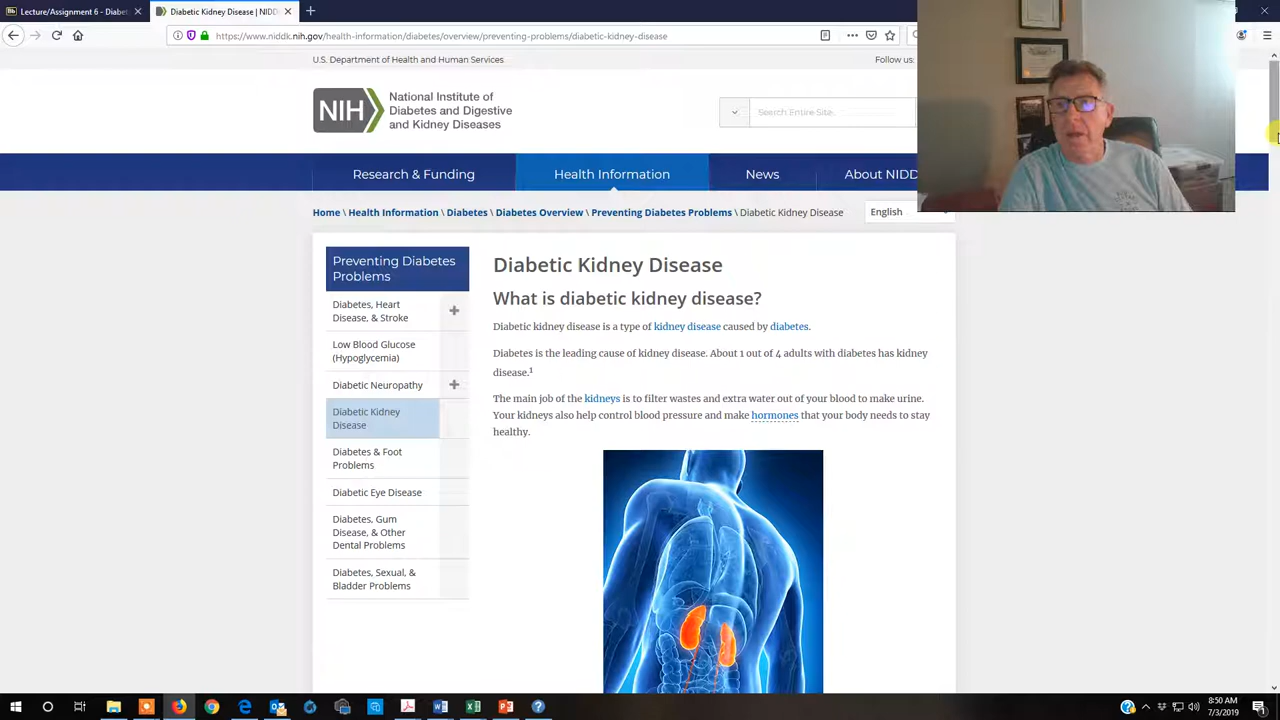 Lecture/Assignment 6 - Diabete
Diabetic Kidney Disease | NIDD
https://www.niddk.nih.gov/health-information/diabetes/overview/preventing-problems/diabetic-kidney-disease
U.S. Department of Health and Human Services
Follow us:
NIH
National Institute of
Diabetes and Digestive
and Kidney Diseases
Search Entire Site.
Research & Funding
Health Information
News
About NIDD
Home \ Health Information \ Diabetes \ Diabetes Overview \ Preventing Diabetes Problems \ Diabetic Kidney Disease
English
Preventing Diabetes
Problems
Diabetes, Heart
Disease, & Stroke
Low Blood Glucose
(Hypoglycemia)
Diabetic Neuropathy
Diabetic Kidney
Disease
Diabetes & Foot
Problems
Diabetic Eye Disease
Diabetes, Gum
Disease, & Other
Dental Problems
Diabetes, Sexual, &
Bladder Problems
Diabetic Kidney Disease
What is diabetic kidney disease?
Diabetic kidney disease is a type of kidney disease caused by diabetes.
Diabetes is the leading cause of kidney disease. About 1 out of 4 adults with diabetes has kidney
disease.¹
The main job of the kidneys is to filter wastes and extra water out of your blood to make urine.
Your kidneys also help control blood pressure and make hormones that your body needs to stay
healthy.
8:50 AM
7/3/2019